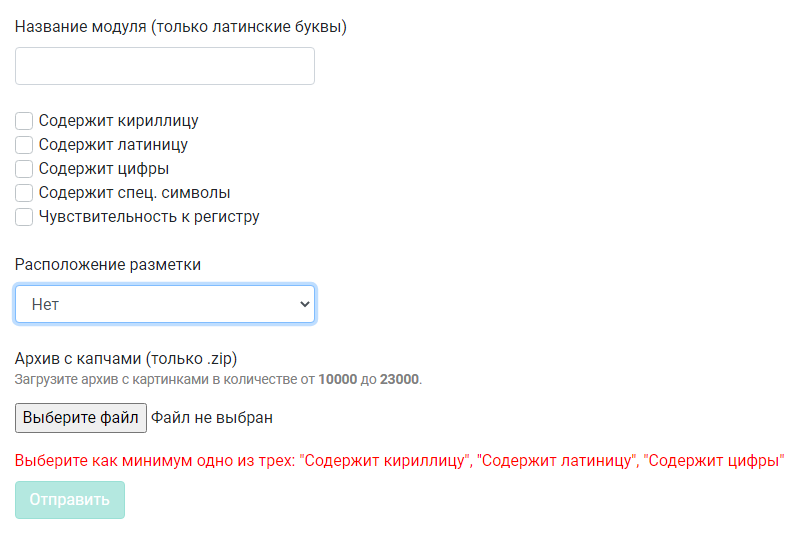 Название модуля (только латинские буквы)
Содержит кириллицу
Содержит латиницу
Содержит цифры
Содержит спец. символы
Чувствительность к регистру
Расположение разметки
Нет
Архив с капчами (только .zip)
Загрузите архив с картинками в количестве от 10000 до 23000.
Выберите файл Файл не выбран
Выберите как минимум одно из трех: "Содержит кириллицу", "Содержит латиницу", "Содержит цифры"
Отправить